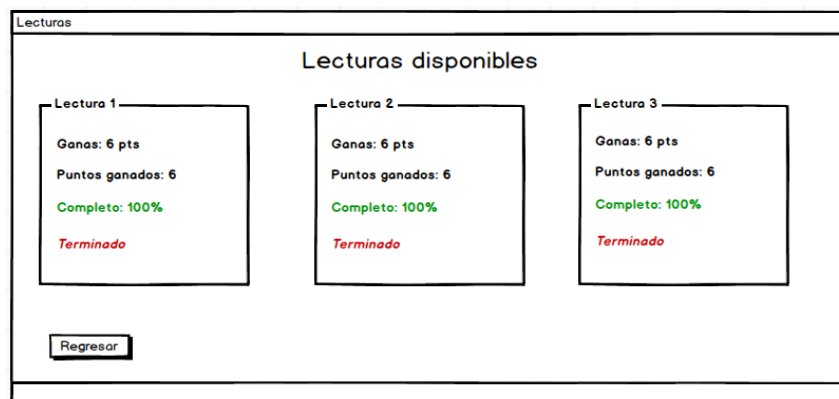 Lecturas
Lecturas disponibles
Lectura 1
Ganas: 6 pts
Puntos ganados: 6
Completo: 100%
Terminado
Lectura 2
Ganas: 6 pts
Puntos ganados: 6
Completo: 100%
Terminado
Lectura 3
Ganas: 6 pts
Puntos ganados: 6
Completo: 100%
Terminado
Regresar